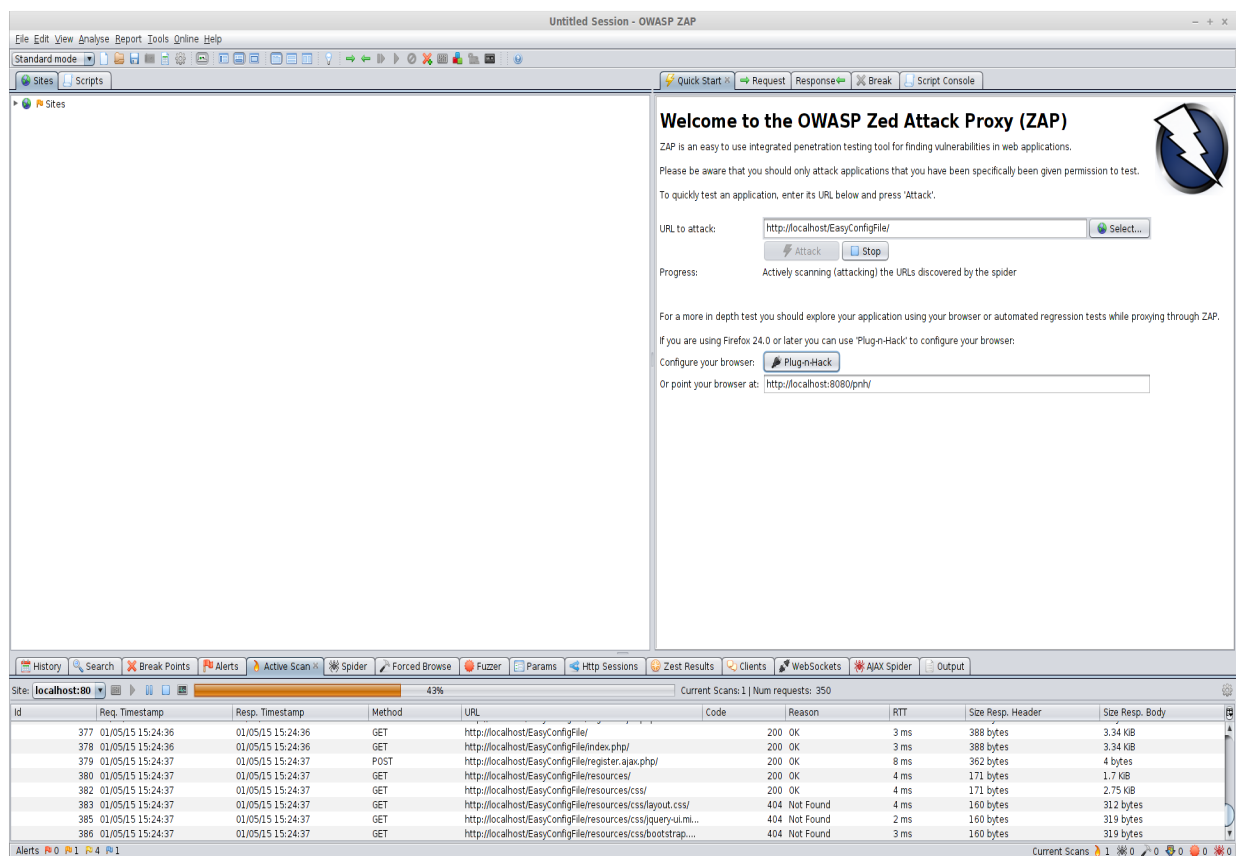 Untitled Session - OWASP ZAP
File Edit View Analyse Report Tools Online Help
Standard mode
Sites Scripts
Quick Start Request Response Break Script Console
Sites
Welcome to the OWASP Zed Attack Proxy (ZAP)
ZAP is an easy to use integrated penetration testing tool for finding vulnerabilities in web applications.
Please be aware that you should only attack applications that you have been specifically been given permission to test.
To quickly test an application, enter its URL below and press 'Attack'.
URL to attack: http://localhost/EasyConfigFile/ Select...
Attack Stop
Progress: Actively scanning (attacking) the URLs discovered by the spider
For a more in depth test you should explore your application using your browser or automated regression tests while proxying through ZAP.
If you are using Firefox 24.0 or later you can use 'Plug-n-Hack' to configure your browser:
Configure your browser: Plug-n-Hack
Or point your browser at: http://localhost:8080/pnh/
History Search Break Points Alerts Active Scan Spider Forced Browse Fuzzer Params Http Sessions Zest Results Clients WebSockets AJAX Spider Output
Site: localhost:80 43% Current Scans: 1 | Num requests: 350
Id Req. Timestamp Resp. Timestamp Method URL Code Reason RTT Size Resp. Header Size Resp. Body
377 01/05/15 15:24:36 01/05/15 15:24:36 GET http://localhost/EasyConfigFile/ 200 OK 3 ms 388 bytes 3.34 KiB
378 01/05/15 15:24:36 01/05/15 15:24:36 GET http://localhost/EasyConfigFile/index.php/ 200 OK 3 ms 388 bytes 3.34 KiB
379 01/05/15 15:24:37 01/05/15 15:24:37 POST http://localhost/EasyConfigFile/register.ajax.php/ 200 OK 8 ms 362 bytes 4 bytes
380 01/05/15 15:24:37 01/05/15 15:24:37 GET http://localhost/EasyConfigFile/resources/ 200 OK 4 ms 171 bytes 1.7 KiB
382 01/05/15 15:24:37 01/05/15 15:24:37 GET http://localhost/EasyConfigFile/resources/css/ 200 OK 4 ms 171 bytes 2.75 KiB
383 01/05/15 15:24:37 01/05/15 15:24:37 GET http://localhost/EasyConfigFile/resources/css/layout.css/ 404 Not Found 4 ms 160 bytes 312 bytes
385 01/05/15 15:24:37 01/05/15 15:24:37 GET http://localhost/EasyConfigFile/resources/css/jquery-ui.mi... 404 Not Found 2 ms 160 bytes 319 bytes
386 01/05/15 15:24:37 01/05/15 15:24:37 GET http://localhost/EasyConfigFile/resources/css/bootstrap.... 404 Not Found 3 ms 160 bytes 319 bytes
Alerts 0 1 4 1 Current Scans 1 0 0 0 0 0